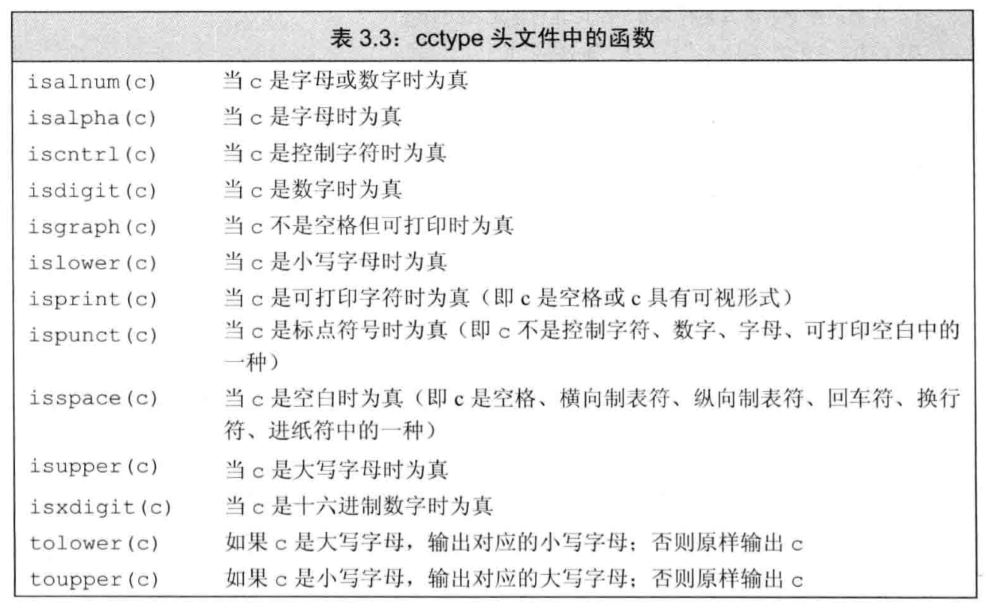 表 3.3：cctype 头文件中的函数
isalnum(c) 当 c 是字母或数字时为真
isalpha(c) 当 c 是字母时为真
iscntrl(c) 当 c 是控制字符时为真
isdigit(c) 当 c 是数字时为真
isgraph(c) 当 c 不是空格但可打印时为真
islower(c) 当 c 是小写字母时为真
isprint(c) 当 c 是可打印字符时为真（即 c 是空格或 c 具有可视形式）
ispunct(c) 当 c 是标点符号时为真（即 c 不是控制字符、数字、字母、可打印空白中的
一种）
isspace(c) 当 c 是空白时为真（即 c 是空格、横向制表符、纵向制表符、回车符、换行
符、进纸符中的一种）
isupper(c) 当 c 是大写字母时为真
isxdigit(c) 当 c 是十六进制数字时为真
tolower(c) 如果 c 是大写字母，输出对应的小写字母；否则原样输出 c
toupper(c) 如果 c 是小写字母，输出对应的大写字母；否则原样输出 c